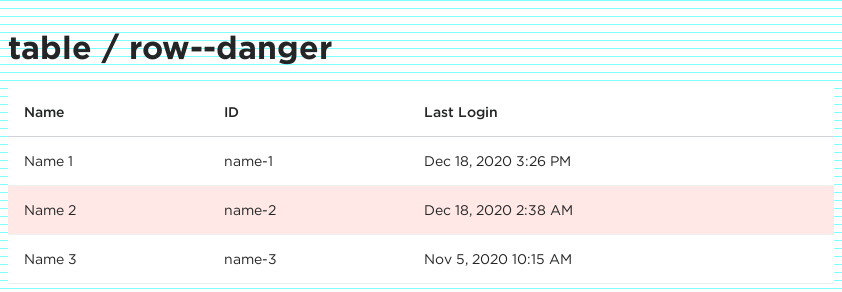 table / row--danger
Name ID Last Login
Name 1 name-1 Dec 18, 2020 3:26 PM
Name 2 name-2 Dec 18, 2020 2:38 AM
Name 3 name-3 Nov 5, 2020 10:15 AM